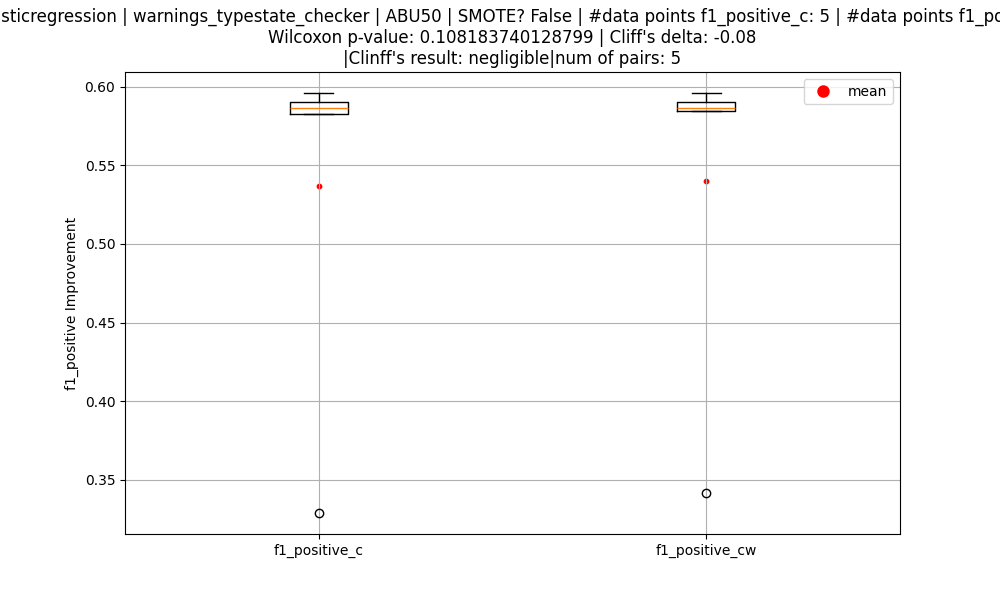 | warnings_typestate_checker | ABU50 | SMOTE? False | #data points f1_positive_c: 5 | #data points
Wilcoxon p-value: 0.108183740128799 | Cliff's delta: -0.08
|Clinff's result: negligible|num of pairs: 5
mean
0.60
0.55
0.50
0.45
0.40
0.35
f1_positive Improvement
f1_positive_c
f1_positive_cw